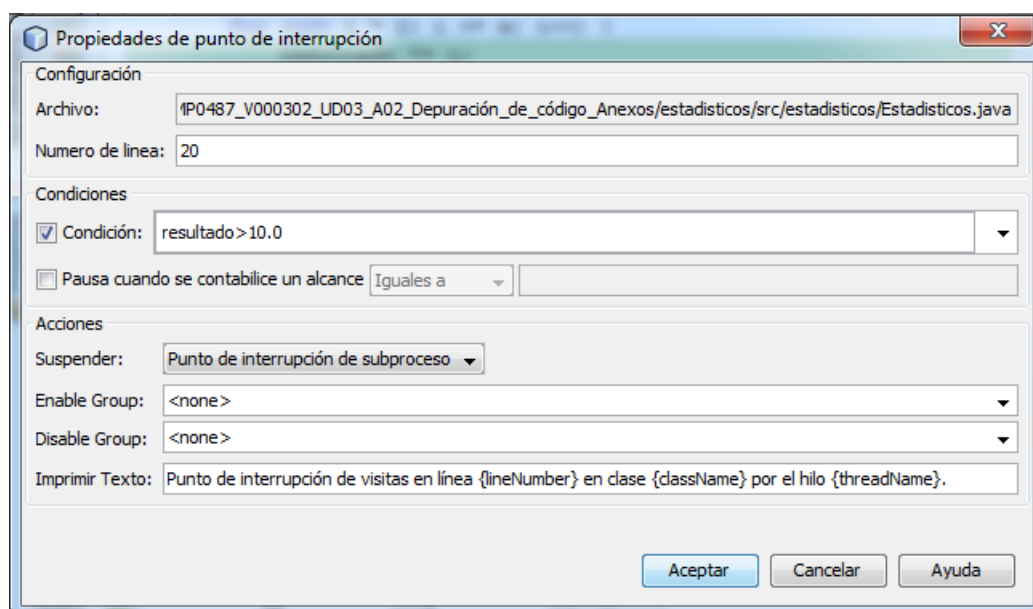 Propiedades de punto de interrupción
Configuración
Archivo: MP0487_V000302_UD03_A02_Depuración_de_código_Anexos/estadisticos/src/estadisticos/Estadisticos.java
Numero de linea: 20
Condiciones
Condición: resultado>10.0
Pausa cuando se contabilice un alcance Iguales a
Acciones
Suspender: Punto de interrupción de subproceso
Enable Group: <none>
Disable Group: <none>
Imprimir Texto: Punto de interrupción de visitas en línea {lineNumber} en clase {className} por el hilo {threadName}.
Aceptar Cancelar Ayuda